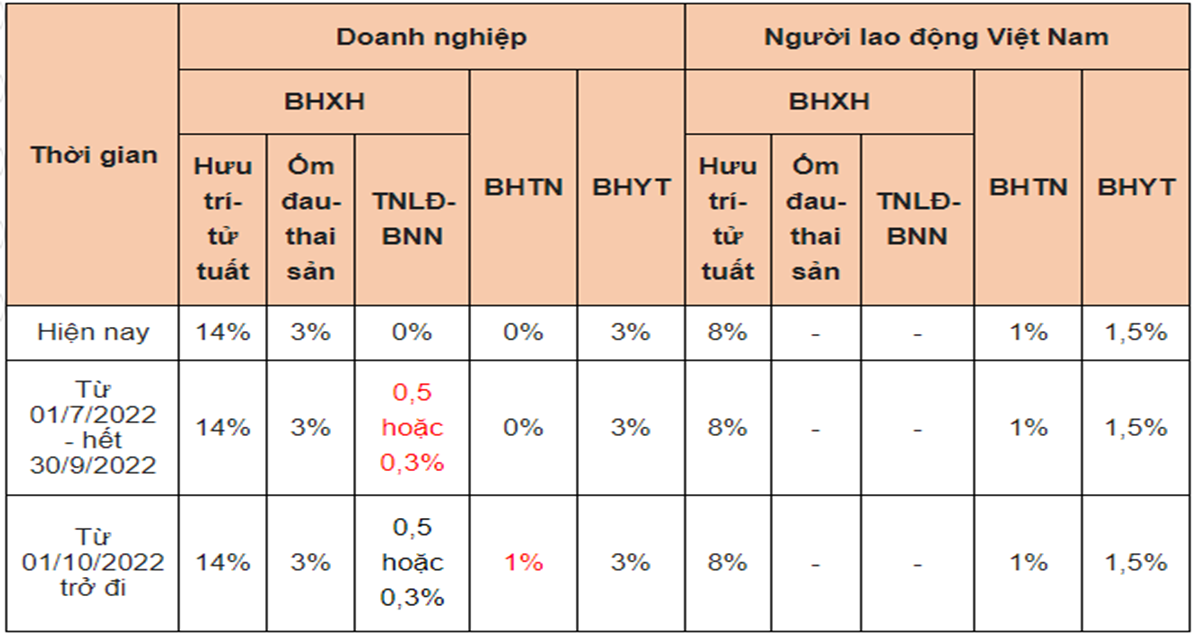 Thời gian
Doanh nghiệp
Người lao động Việt Nam
BHXH
BHTN
BHYT
BHXH
BHTN
BHYT
Hưu
trí-
tử
tuất
Ốm
đau-
thai
sản
TNLĐ-
BNN
Hưu
trí-
tử
tuất
Ốm
đau-
thai
sản
TNLĐ-
BNN
Hiện nay
14%
3%
0%
0%
3%
8%
-
-
1%
1,5%
Từ
01/7/2022
- hết
30/9/2022
14%
3%
0,5
hoặc
0,3%
0%
3%
8%
-
-
1%
1,5%
Từ
01/10/2022
trở đi
14%
3%
0,5
hoặc
0,3%
1%
3%
8%
-
-
1%
1,5%